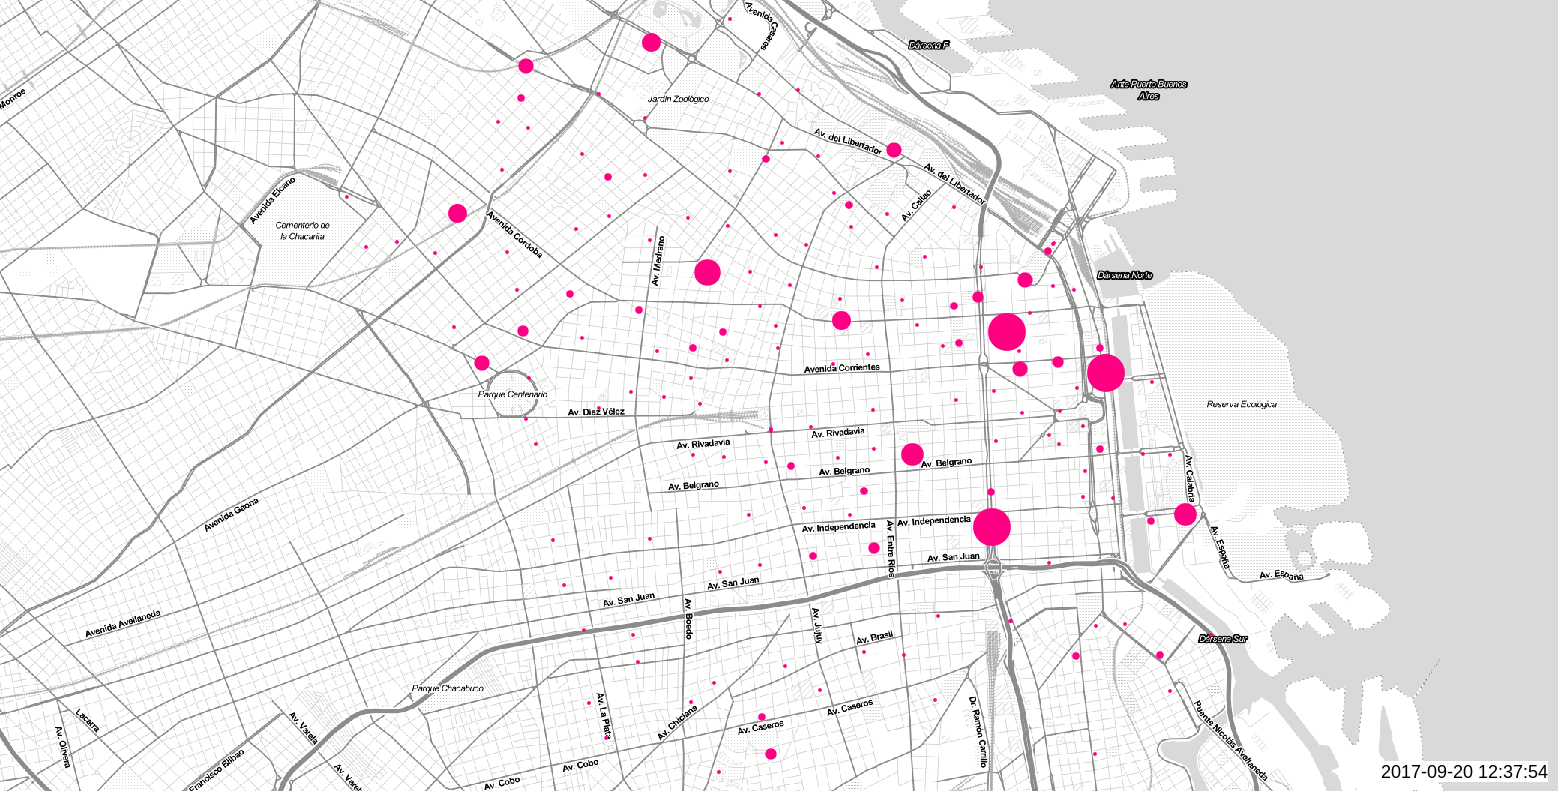 Avenida Casares
Dársena F
Monroe
Ante Puerto Buenos
Aires
Jardín Zoológico
Av. del Libertador
Av. del Libertador
Avenida Elcano
Av. Callao
Cementerio de
la Chacarita
Avenida Córdoba
Av. Medrano
Dársena Norte
Avenida Corrientes
Parque Centenario
Reserva Ecológica
Av. Díaz Vélez
Av. Rivadavia
Av. Rivadavia
Av. Belgrano
Av. Belgrano
Av. Belgrano
Av. Calabria
Avenida Gaona
Av. Independencia
Av. Independencia
Av. Entre Ríos
Av. España
Av. San Juan
Av. España
Av. San Juan
Av. San Juan
Avenida Avellaneda
Av. Boedo
Av. Jujuy
Av. Brasil
Dársena Sur
Parque Chacabuco
Av. La Plata
Av. Chiclana
Av. Caseros
Av. Caseros
Dr. Ramón Carrillo
Puente Nicolás Avellaneda
Lacarra
Av. Olivera
Av. Varela
Francisco Bilbao
Av. Varel
Av. Cobo
Av. Cobo
2017-09-20 12:37:54